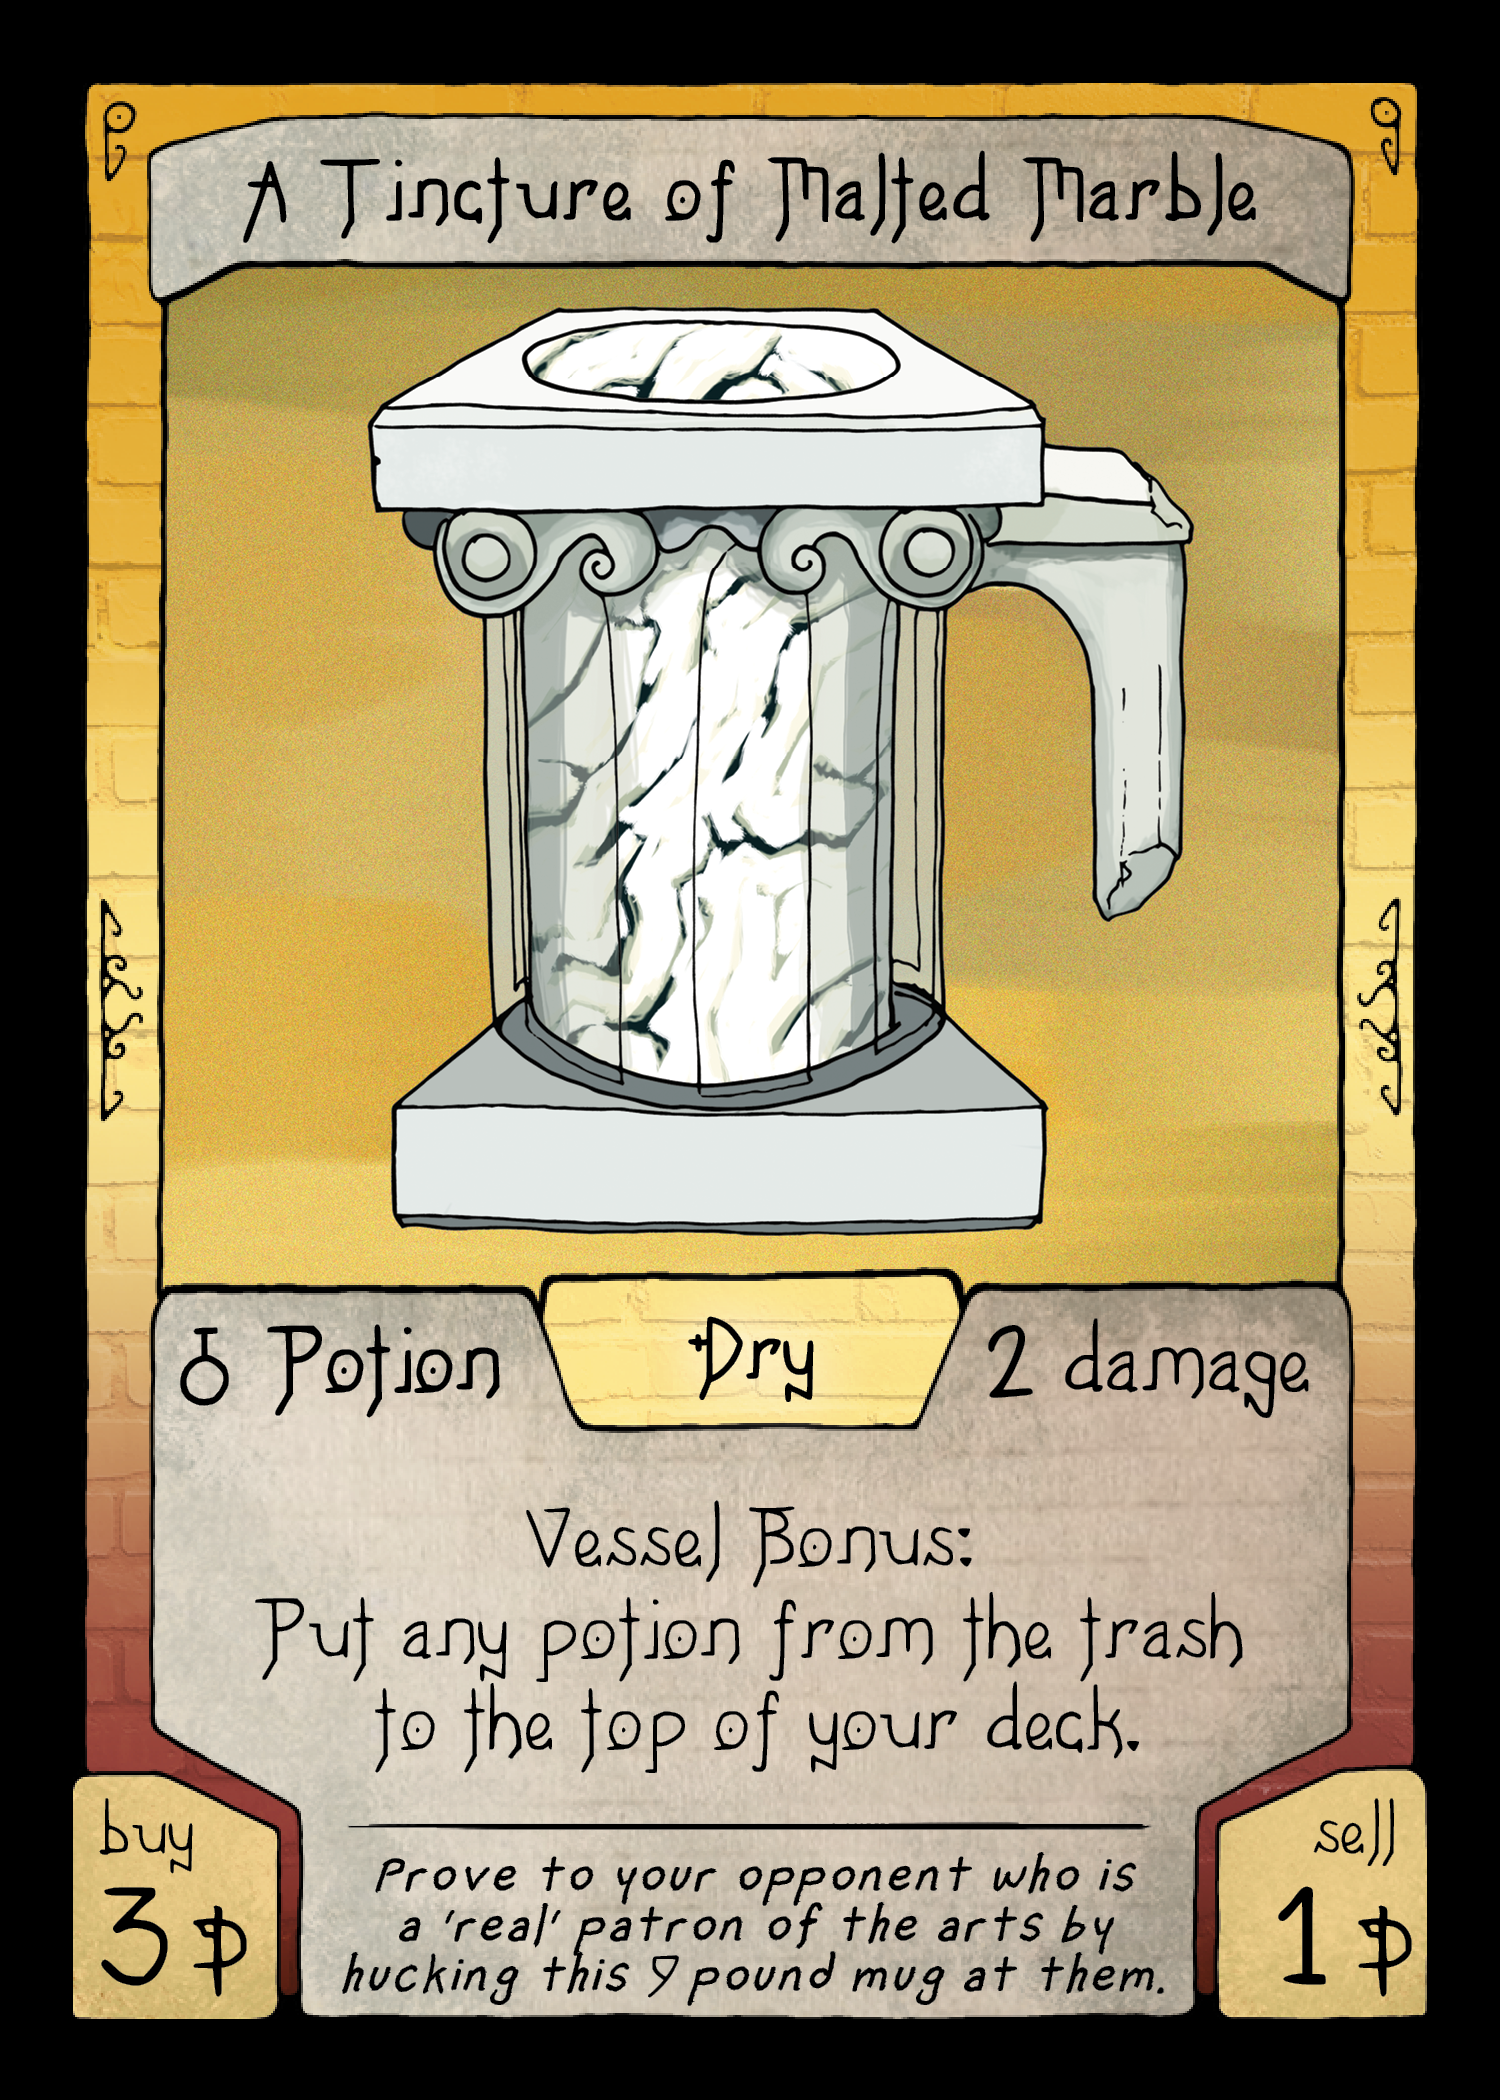 A Tincture of Malted Marble
Potion
Dry
2 damage
Vessel Bonus:
Put any potion from the trash
to the top of your deck.
buy
3
sell
1
Prove to your opponent who is
a 'real' patron of the arts by
hucking this 9 pound mug at them.